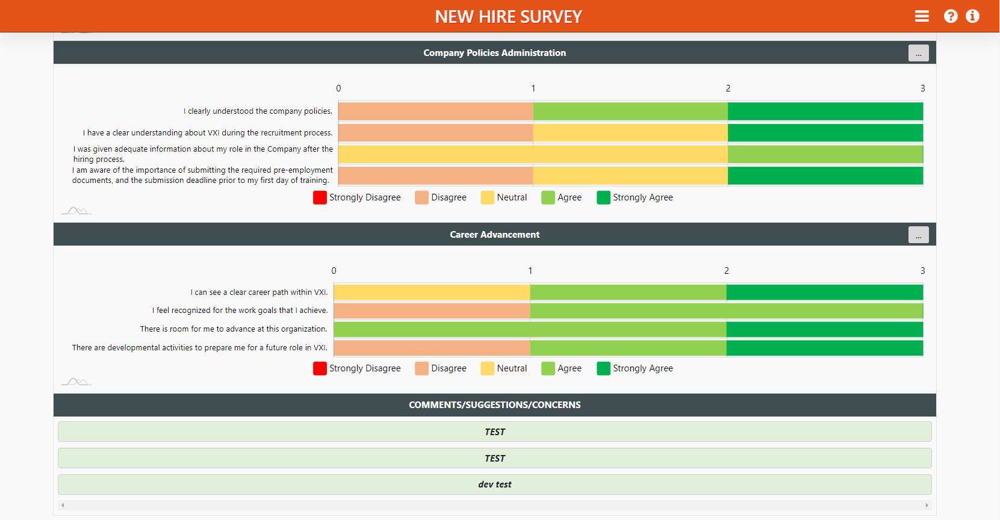 NEW HIRE SURVEY
Company Policies Administration
...
0 1 2 3
I clearly understood the company policies.
I have a clear understanding about VXI during the recruitment process.
I was given adequate information about my role in the Company after the
hiring process.
I am aware of the importance of submitting the required pre-employment
documents, and the submission deadline prior to my first day of training.
Strongly Disagree Disagree Neutral Agree Strongly Agree
Career Advancement
...
0 1 2 3
I can see a clear career path within VXI.
I feel recognized for the work goals that I achieve.
There is room for me to advance at this organization.
There are developmental activities to prepare me for a future role in VXI.
Strongly Disagree Disagree Neutral Agree Strongly Agree
COMMENTS/SUGGESTIONS/CONCERNS
TEST
TEST
dev test